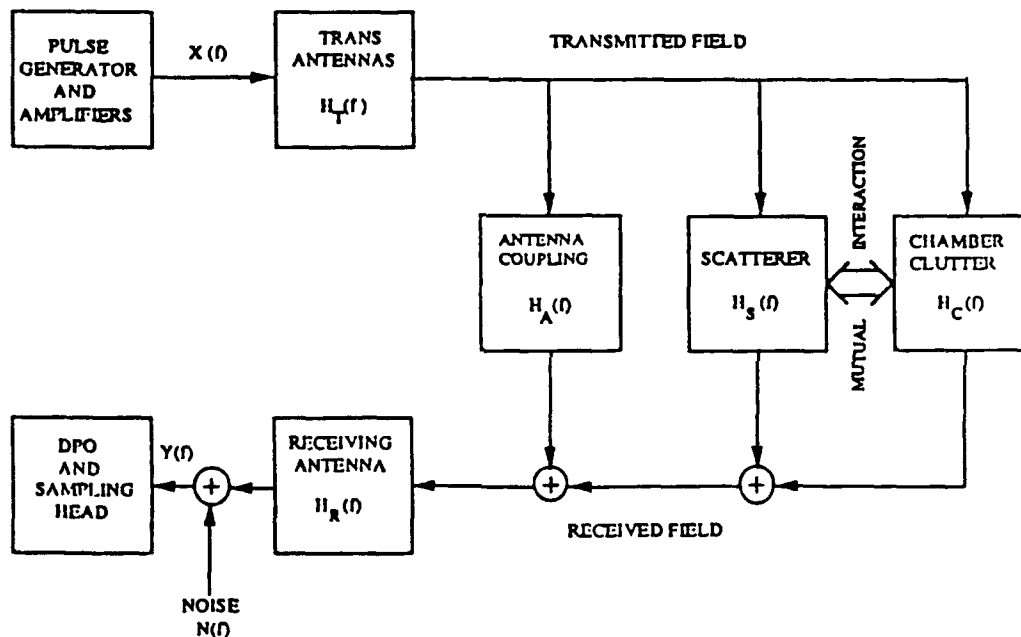 PULSE
GENERATOR
AND
AMPLIFIERS
X(f)
TRANS
ANTENNAS
H_T(f)
TRANSMITTED FIELD
ANTENNA
COUPLING
H_A(f)
SCATTERER
H_S(f)
MUTUAL INTERACTION
CHAMBER
CLUTTER
H_C(f)
DPO
AND
SAMPLING
HEAD
Y(f)
+
NOISE
N(f)
RECEIVING
ANTENNA
H_R(f)
+
+
RECEIVED FIELD